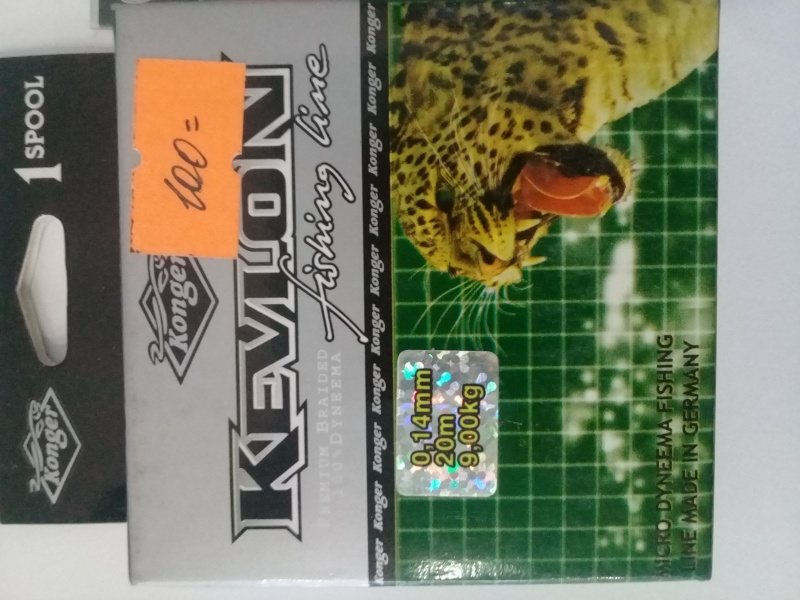 1 SPOOL
Konger
100=
Konger
KEVLON
fishing line
PREMIUM BRAIDED
100% DYNEEMA
Konger Konger Konger Konger Konger Konger Konger Konger Konger Konger
0,14mm
20m
9,00kg
MICRO DYNEEMA FISHING
LINE MADE IN GERMANY